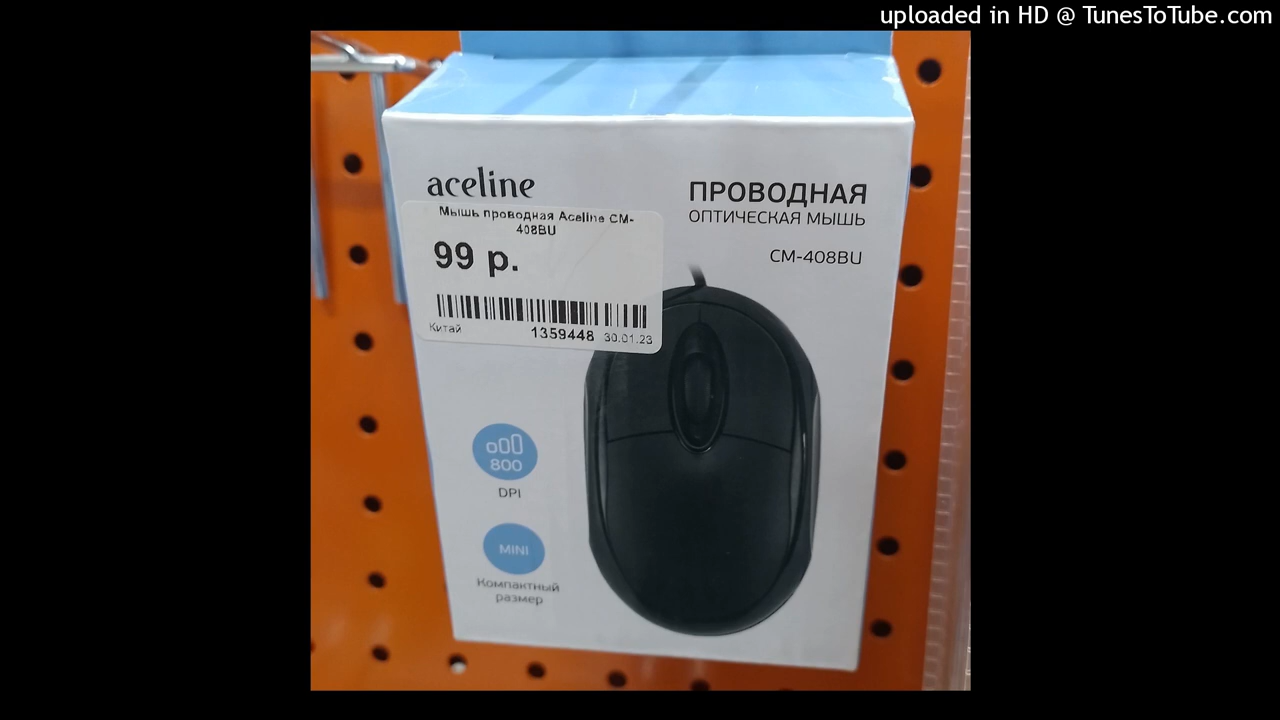 uploaded in HD @ TunesToTube.com
aceline
ПРОВОДНАЯ
ОПТИЧЕСКАЯ МЫШЬ
CM-408BU
Мышь проводная Aceline CM-
408BU
99 р.
Китай 1359448 30.01.23
800
DPI
MINI
Компактный
размер